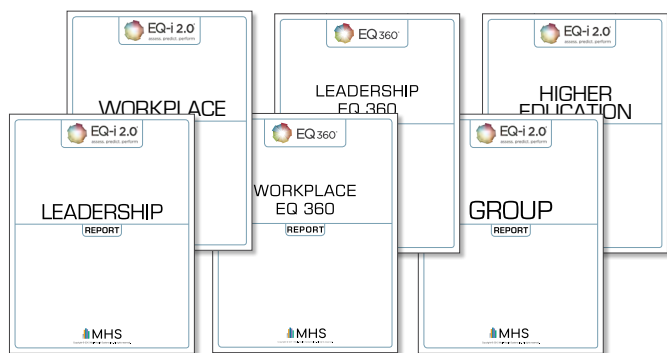 EQ-i 2.0
assess. predict. perform
WORKPLACE
EQ 360
LEADERSHIP
EQ 360
EQ-i 2.0
assess. predict. perform
HIGHER
EDUCATION
EQ-i 2.0
assess. predict. perform
LEADERSHIP
REPORT
MHS
EQ 360
WORKPLACE
EQ 360
REPORT
MHS
EQ-i 2.0
assess. predict. perform
GROUP
REPORT
MHS